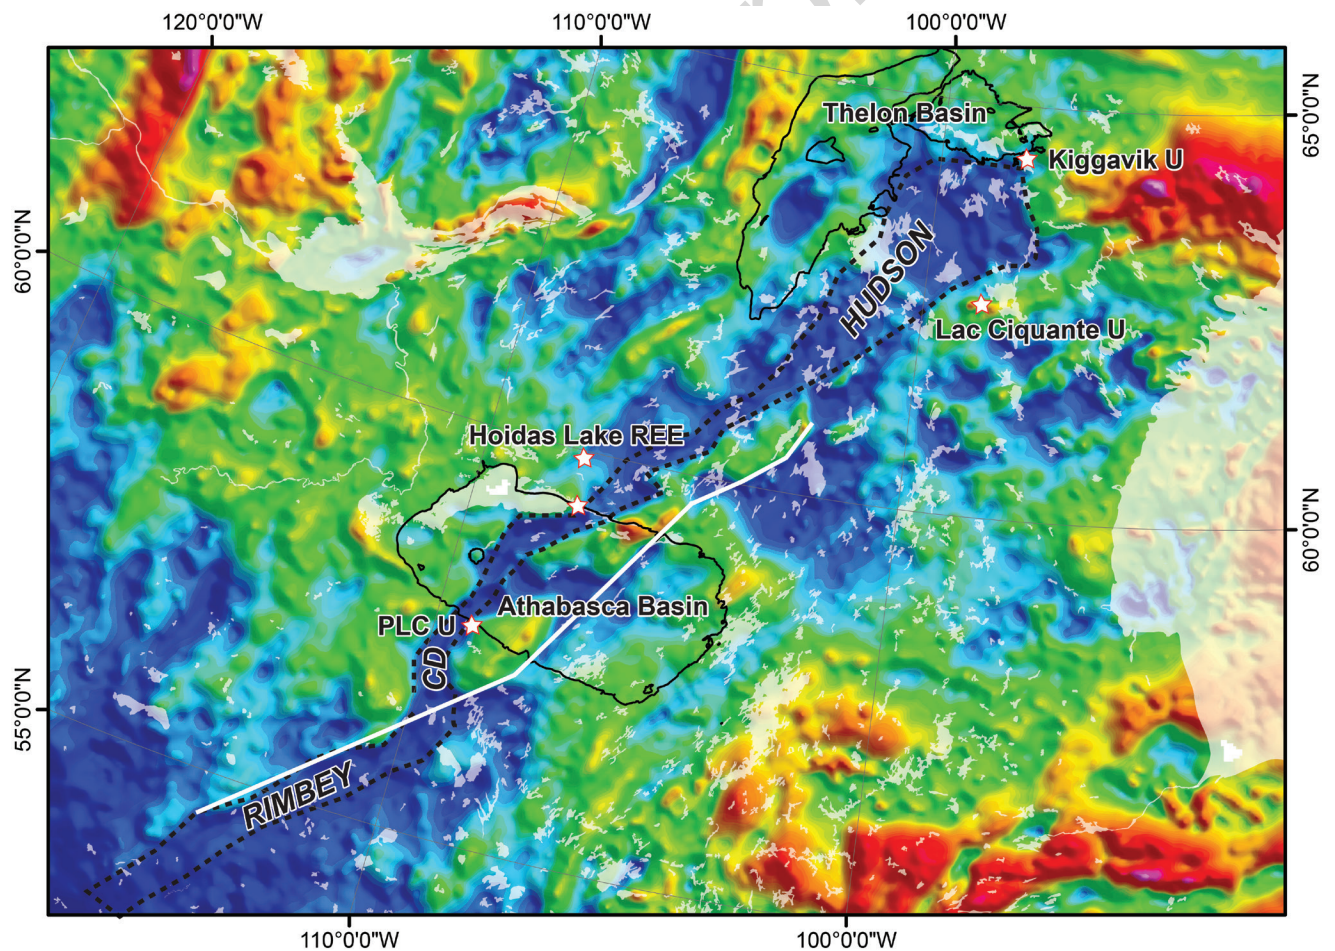 120°0'0"W 110°0'0"W 100°0'0"W
65°0'0"N
Thelon Basin
Kiggavik U
60°0'0"N
HUDSON
Lac Ciquante U
Hoidas Lake REE
60°0'0"N
Athabasca Basin
PLC U
CD
55°0'0"N
RIMBEY
110°0'0"W 100°0'0"W